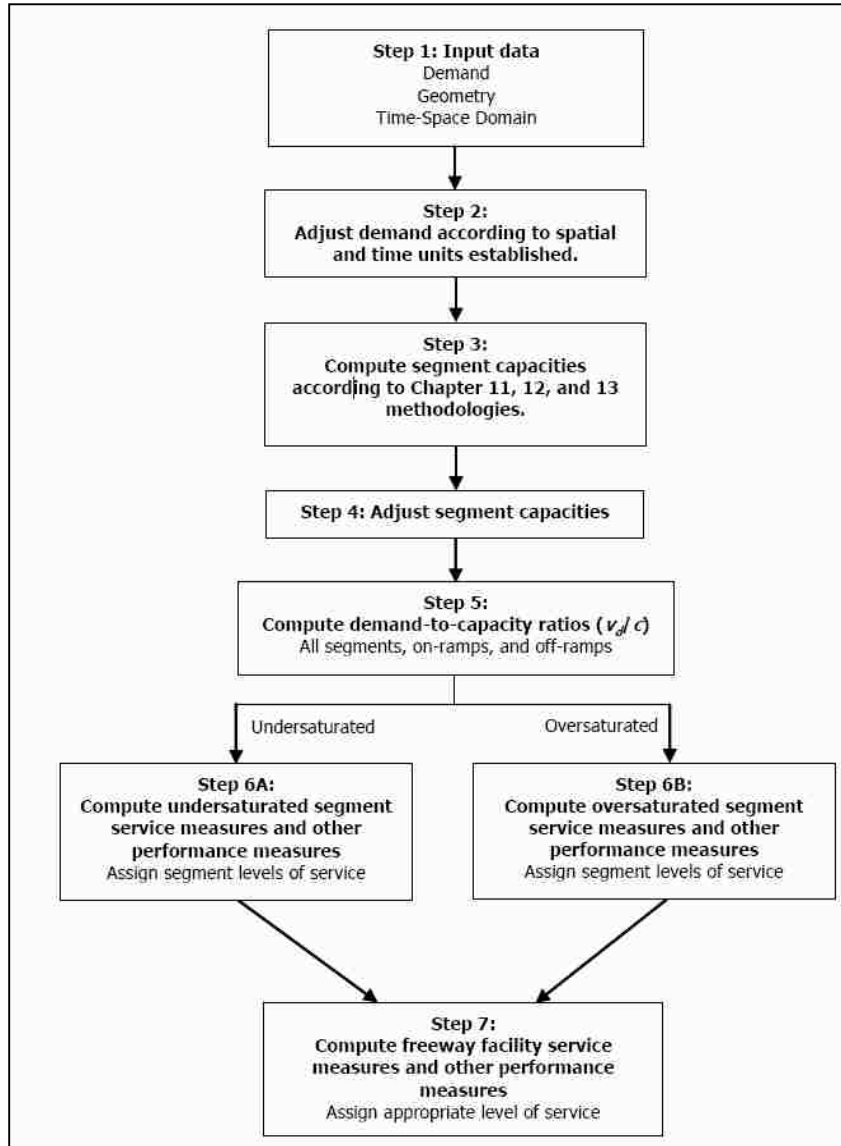 Step 1: Input data
Demand
Geometry
Time-Space Domain
Step 2:
Adjust demand according to spatial
and time units established.
Step 3:
Compute segment capacities
according to Chapter 11, 12, and 13
methodologies.
Step 4: Adjust segment capacities
Step 5:
Compute demand-to-capacity ratios (vd/c)
All segments, on-ramps, and off-ramps
Undersaturated
Oversaturated
Step 6A:
Compute undersaturated segment
service measures and other
performance measures
Assign segment levels of service
Step 6B:
Compute oversaturated segment
service measures and other
performance measures
Assign segment levels of service
Step 7:
Compute freeway facility service
measures and other performance
measures
Assign appropriate level of service